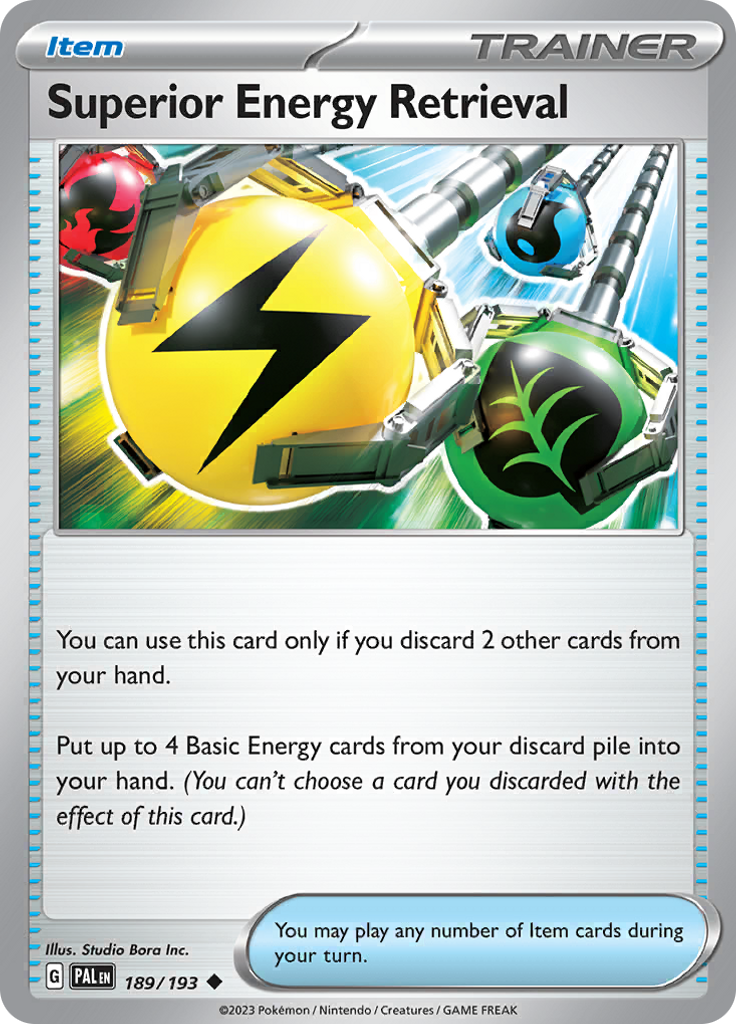 Item
TRAINER
Superior Energy Retrieval
You can use this card only if you discard 2 other cards from
your hand.
Put up to 4 Basic Energy cards from your discard pile into
your hand. (You can't choose a card you discarded with the
effect of this card.)
You may play any number of Item cards during
your turn.
Illus. Studio Bora Inc.
G PAL EN 189/193 ◆
©2023 Pokémon / Nintendo / Creatures / GAME FREAK